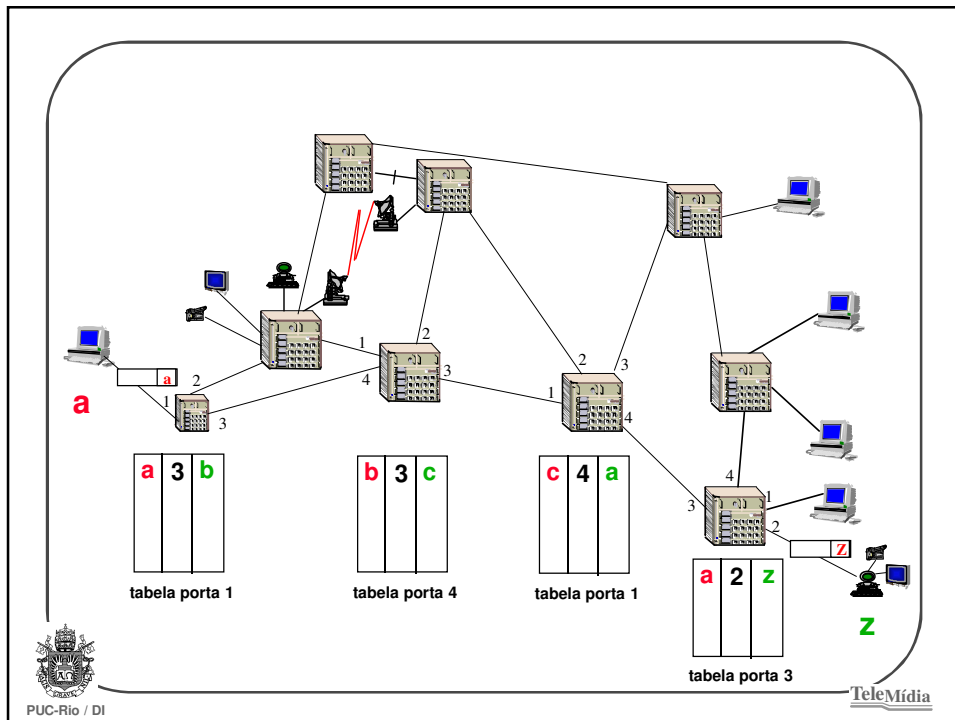 1
2
2
3
4
3
1
3
4
a
2
1
3
a
4
1
3
2
Z
a 3 b
b 3 c
c 4 a
a 2 z
tabela porta 1
tabela porta 4
tabela porta 1
z
tabela porta 3
PUC-Rio / DI
TeleMídia